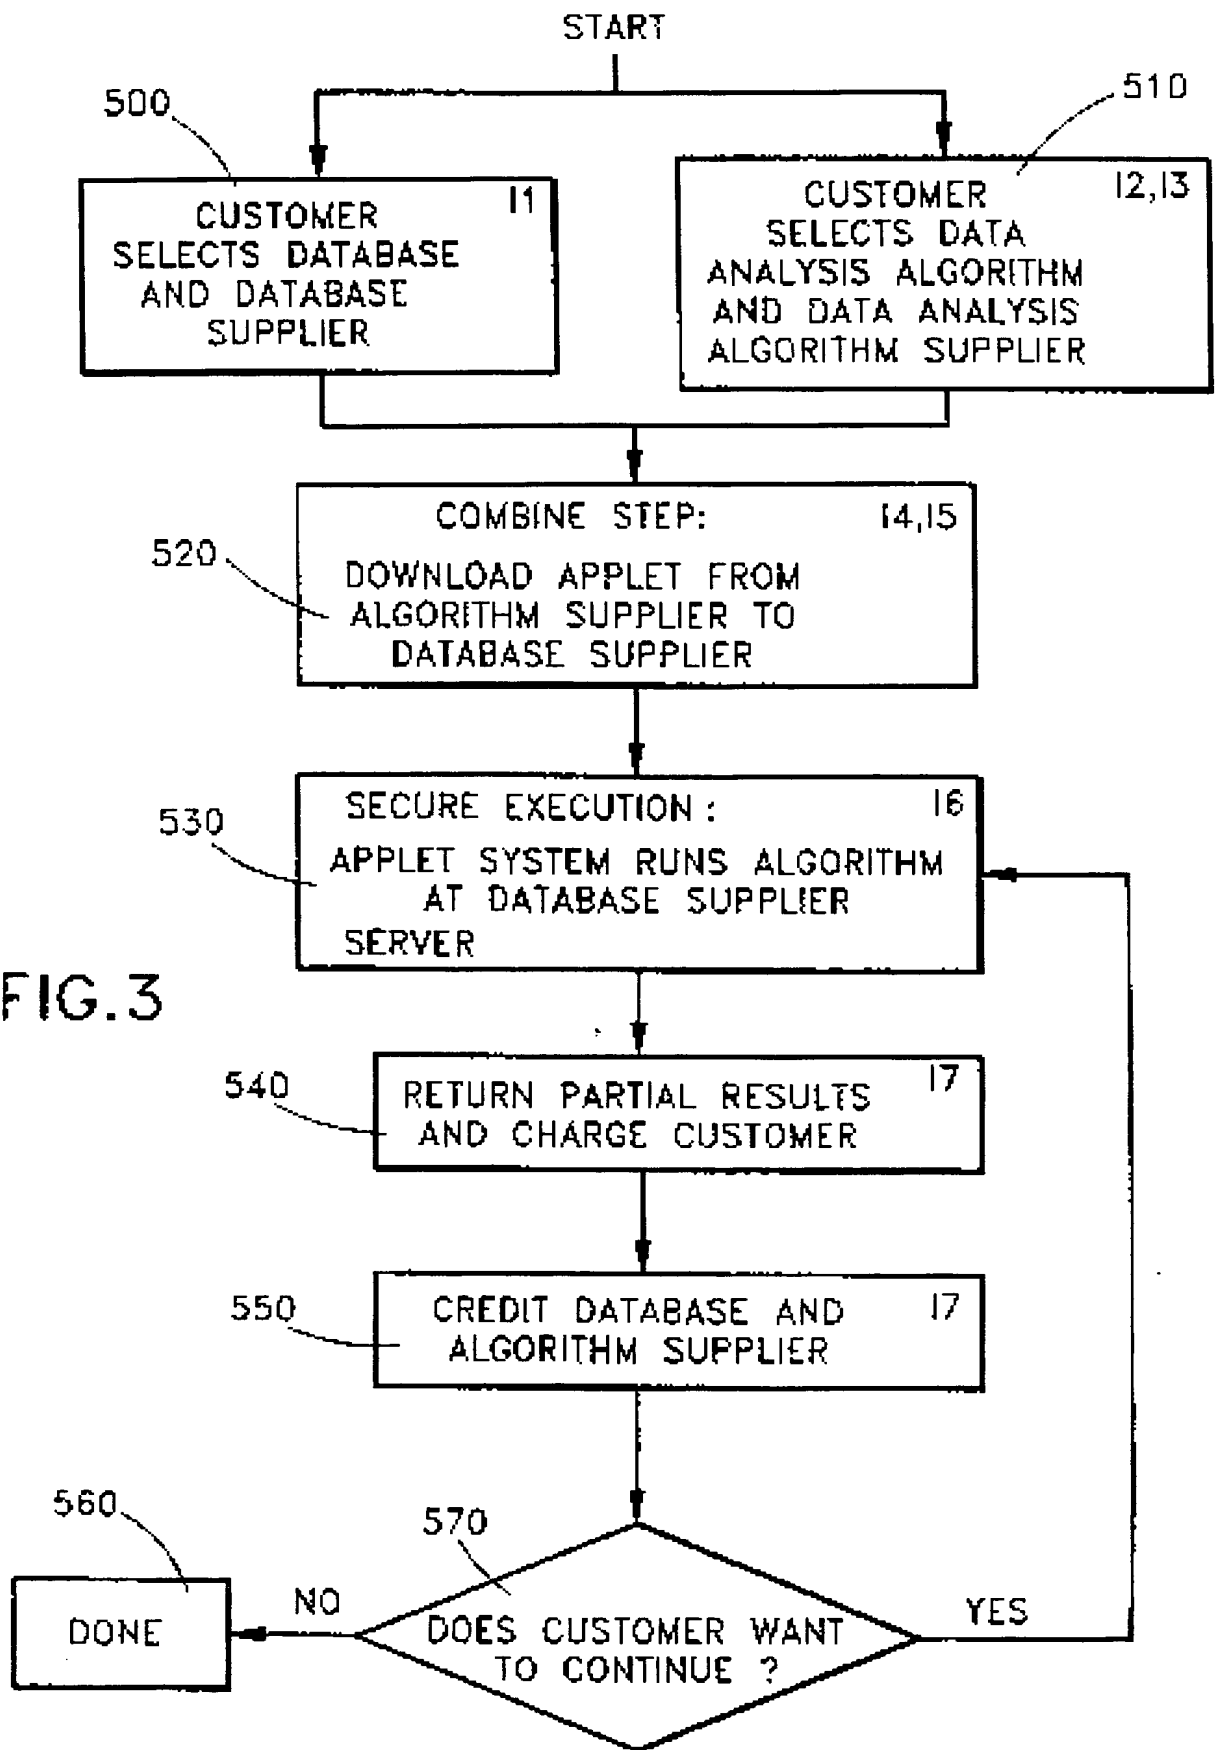 START
500
510
11
CUSTOMER
SELECTS DATABASE
AND DATABASE
SUPPLIER
12,13
CUSTOMER
SELECTS DATA
ANALYSIS ALGORITHM
AND DATA ANALYSIS
ALGORITHM SUPPLIER
COMBINE STEP:
14,15
520
DOWNLOAD APPLET FROM
ALGORITHM SUPPLIER TO
DATABASE SUPPLIER
SECURE EXECUTION:
16
530
APPLET SYSTEM RUNS ALGORITHM
AT DATABASE SUPPLIER
SERVER
FIG.3
540
17
RETURN PARTIAL RESULTS
AND CHARGE CUSTOMER
550
17
CREDIT DATABASE AND
ALGORITHM SUPPLIER
560
570
DONE
NO
DOES CUSTOMER WANT
TO CONTINUE ?
YES